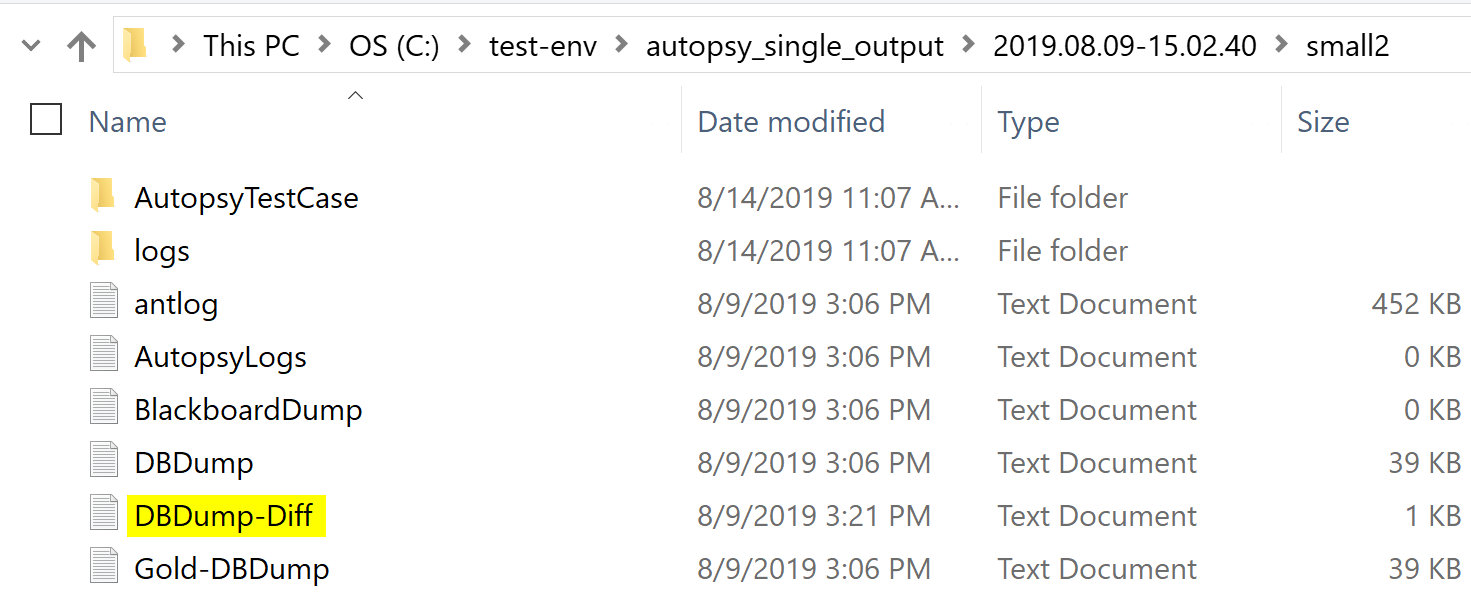 This PC > OS (C:) > test-env > autopsy_single_output > 2019.08.09-15.02.40 > small2
Name Date modified Type Size
AutopsyTestCase 8/14/2019 11:07 A... File folder
logs 8/14/2019 11:07 A... File folder
antlog 8/9/2019 3:06 PM Text Document 452 KB
AutopsyLogs 8/9/2019 3:06 PM Text Document 0 KB
BlackboardDump 8/9/2019 3:06 PM Text Document 0 KB
DBDump 8/9/2019 3:06 PM Text Document 39 KB
DBDump-Diff 8/9/2019 3:21 PM Text Document 1 KB
Gold-DBDump 8/9/2019 3:06 PM Text Document 39 KB